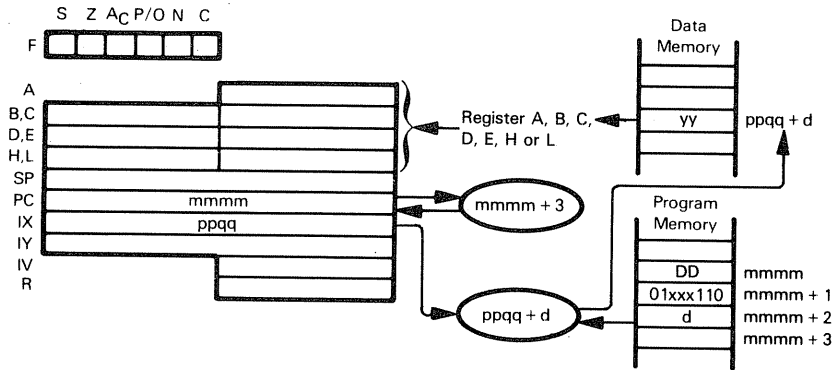 S Z AC P/O N C
F
A
B,C
D,E
H,L
SP
PC mmmm
IX ppqq
IY
IV
R
Register A, B, C,
D, E, H or L
mmmm + 3
ppqq + d
Data
Memory
yy ppqq + d
Program
Memory
DD mmmm
01xxx110 mmmm + 1
d mmmm + 2
mmmm + 3